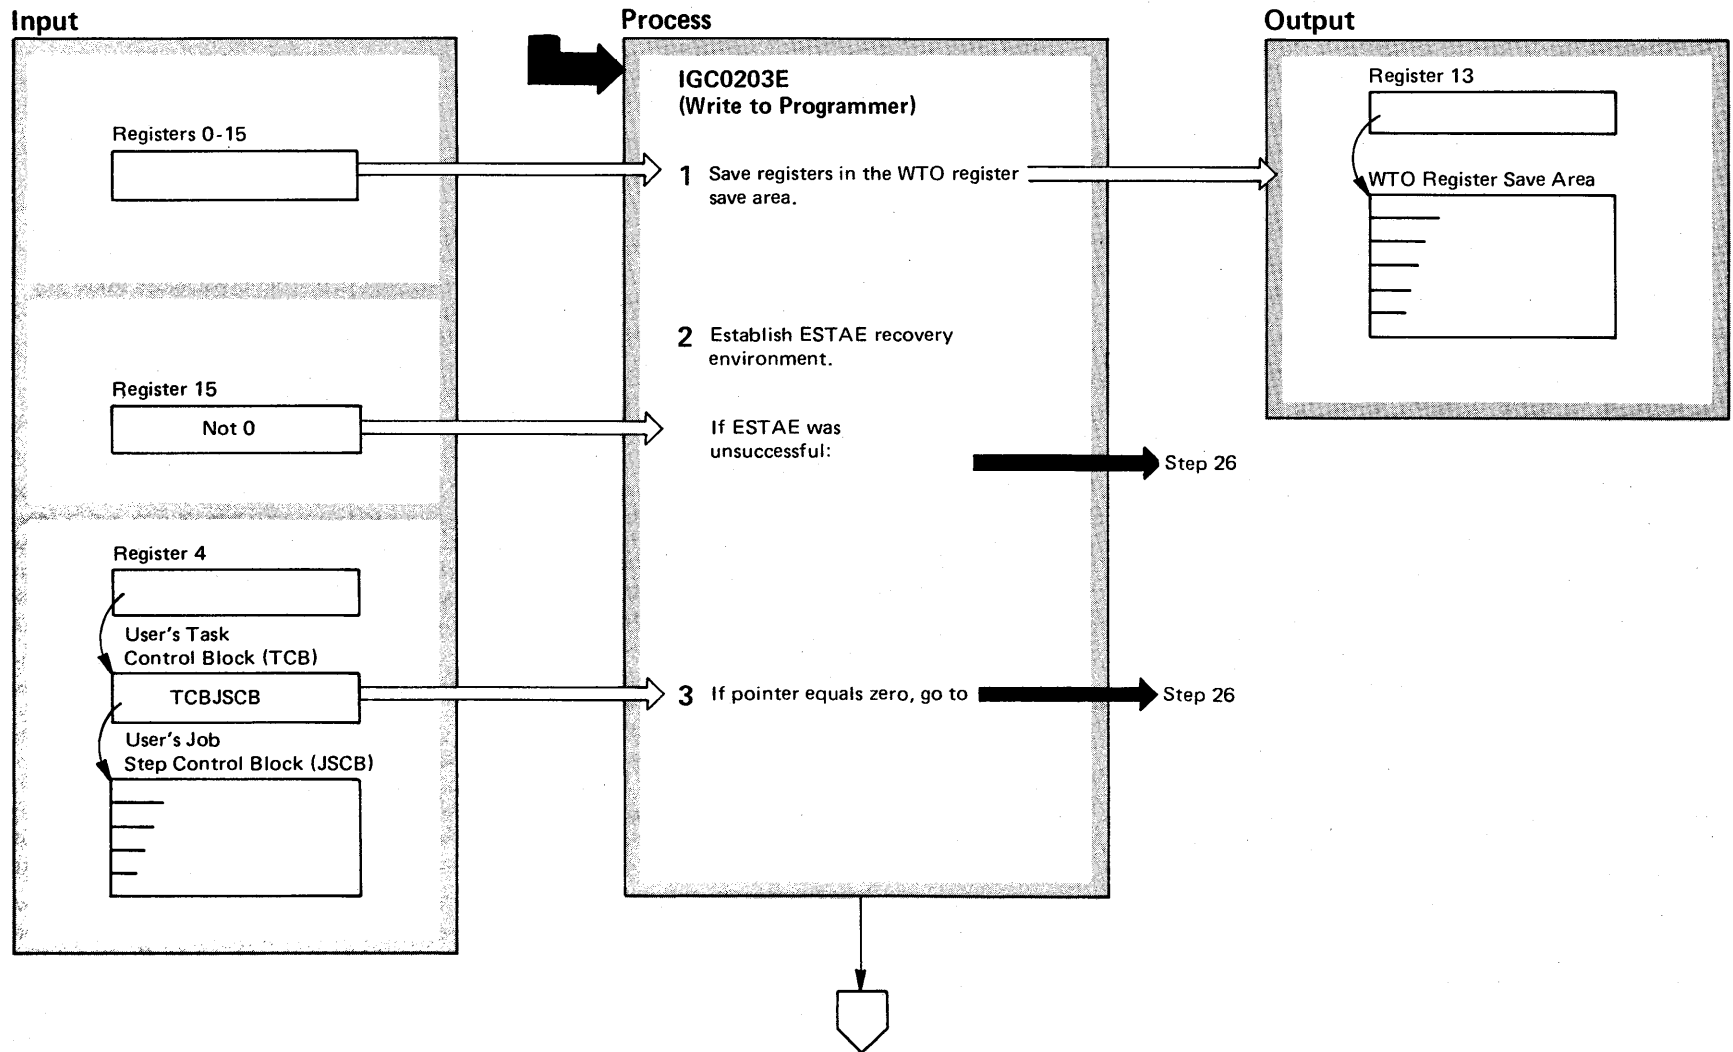 Input
Registers 0-15
Register 15
Not 0
Register 4
User's Task
Control Block (TCB)
TCBJSCB
User's Job
Step Control Block (JSCB)
Process
IGC0203E
(Write to Programmer)
1 Save registers in the WTO register
save area.
2 Establish ESTAE recovery
environment.
If ESTAE was
unsuccessful:
Step 26
3 If pointer equals zero, go to
Step 26
Output
Register 13
WTO Register Save Area